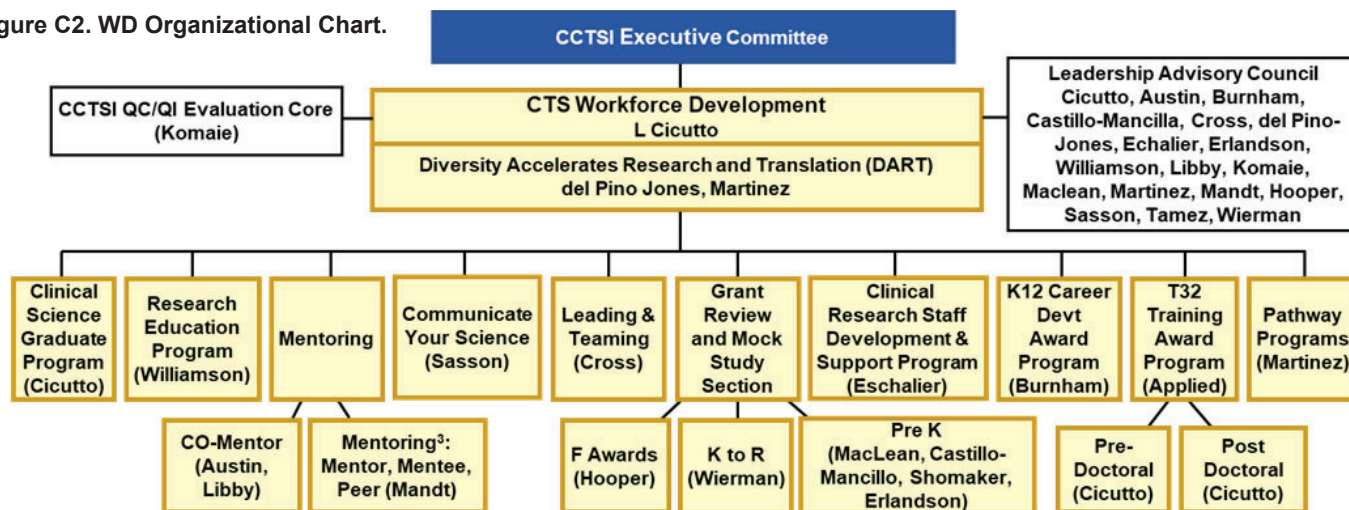 gure C2. WD Organizational Chart.
CCTSI Executive Committee
CCTSI QC/QI Evaluation Core
(Komaie)
CTS Workforce Development
L Cicutto
Diversity Accelerates Research and Translation (DART)
del Pino Jones, Martinez
Leadership Advisory Council
Cicutto, Austin, Burnham,
Castillo-Mancilla, Cross, del Pino-
Jones, Echalier, Erlandson,
Williamson, Libby, Komaie,
Maclean, Martinez, Mandt, Hooper,
Sasson, Tamez, Wierman
Clinical
Science
Graduate
Program
(Cicutto)
Research
Education
Program
(Williamson)
Mentoring
Communicate
Your Science
(Sasson)
Leading &
Teaming
(Cross)
Grant
Review
and Mock
Study
Section
Clinical
Research Staff
Development &
Support Program
(Eschalier)
K12 Career
Devt
Award
Program
(Burnham)
T32
Training
Award
Program
(Applied)
Pathway
Programs
(Martinez)
CO-Mentor
(Austin,
Libby)
Mentoring³:
Mentor, Mentee,
Peer (Mandt)
F Awards
(Hooper)
K to R
(Wierman)
Pre K
(MacLean, Castillo-
Mancillo, Shomaker,
Erlandson)
Pre-
Doctoral
(Cicutto)
Post
Doctoral
(Cicutto)